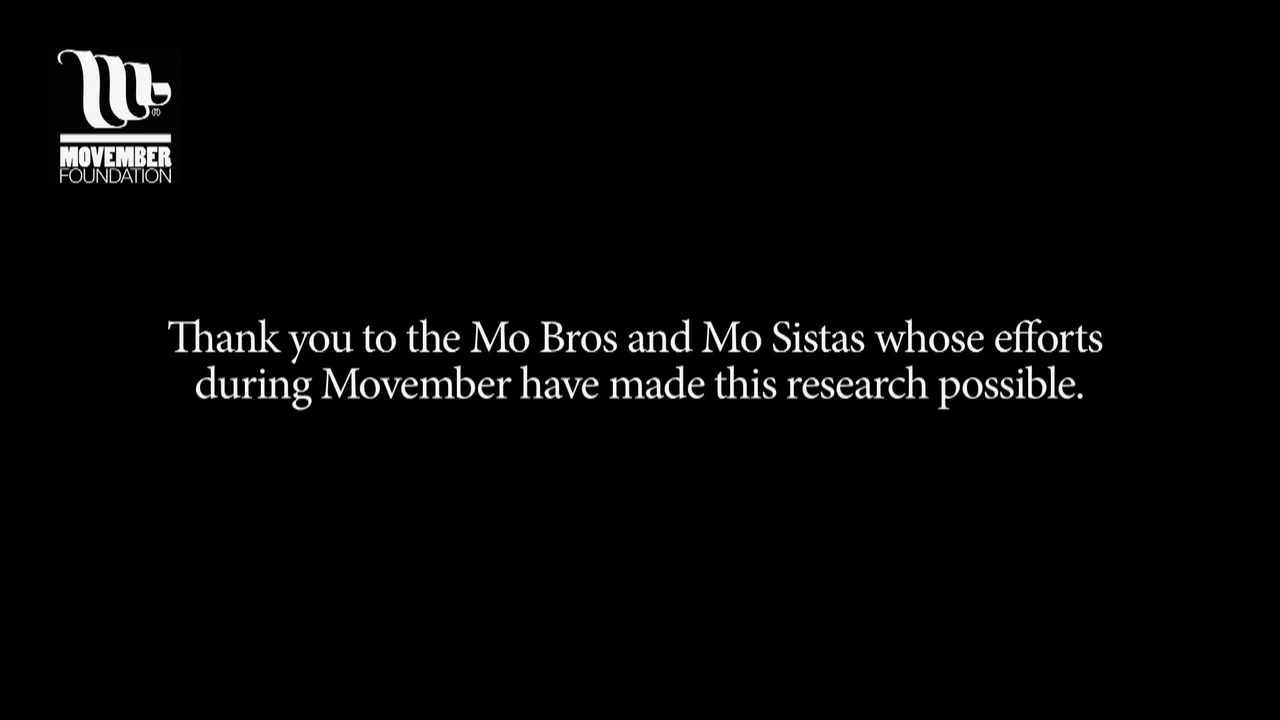 MOVEMBER
FOUNDATION
Thank you to the Mo Bros and Mo Sistas whose efforts
during Movember have made this research possible.